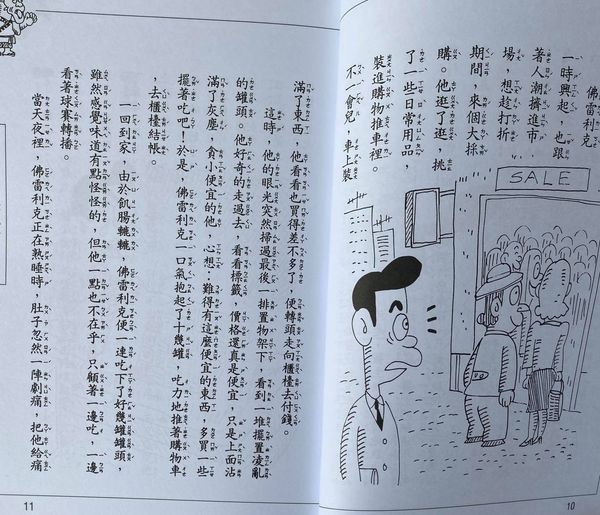 佛雷利克
一時興起，也跟
著人潮擠進市
場，想趁打折
期間，來個大採
購。他逛了逛，挑
了一些日常用品，
裝進購物推車裡。
不一會兒，車上裝
SALE
10
滿了東西，他看看也買得差不多了，便轉頭走向櫃檯去付錢。
這時，他的眼光突然掃過最後一排置物架下，看到一堆擺置凌亂
的罐頭。他好奇的走過去，看看標籤，價格還真是便宜，只是上面沾
滿了灰塵。貪小便宜的他，心想：難得有這麼便宜的東西，多買一些
擺著吃吧！於是，佛雷利克一口氣抱起了十幾罐，吃力地推著購物車
，去櫃檯結帳。
一回到家，由於飢腸轆轆，佛雷利克便一連吃下了好幾罐罐頭，
雖然感覺味道有點怪怪的，但他一點也不在乎，只顧著一邊吃，一邊
看著球賽轉播。
當天夜裡，佛雷利克正在熟睡時，肚子忽然一陣劇痛，把他給痛
11